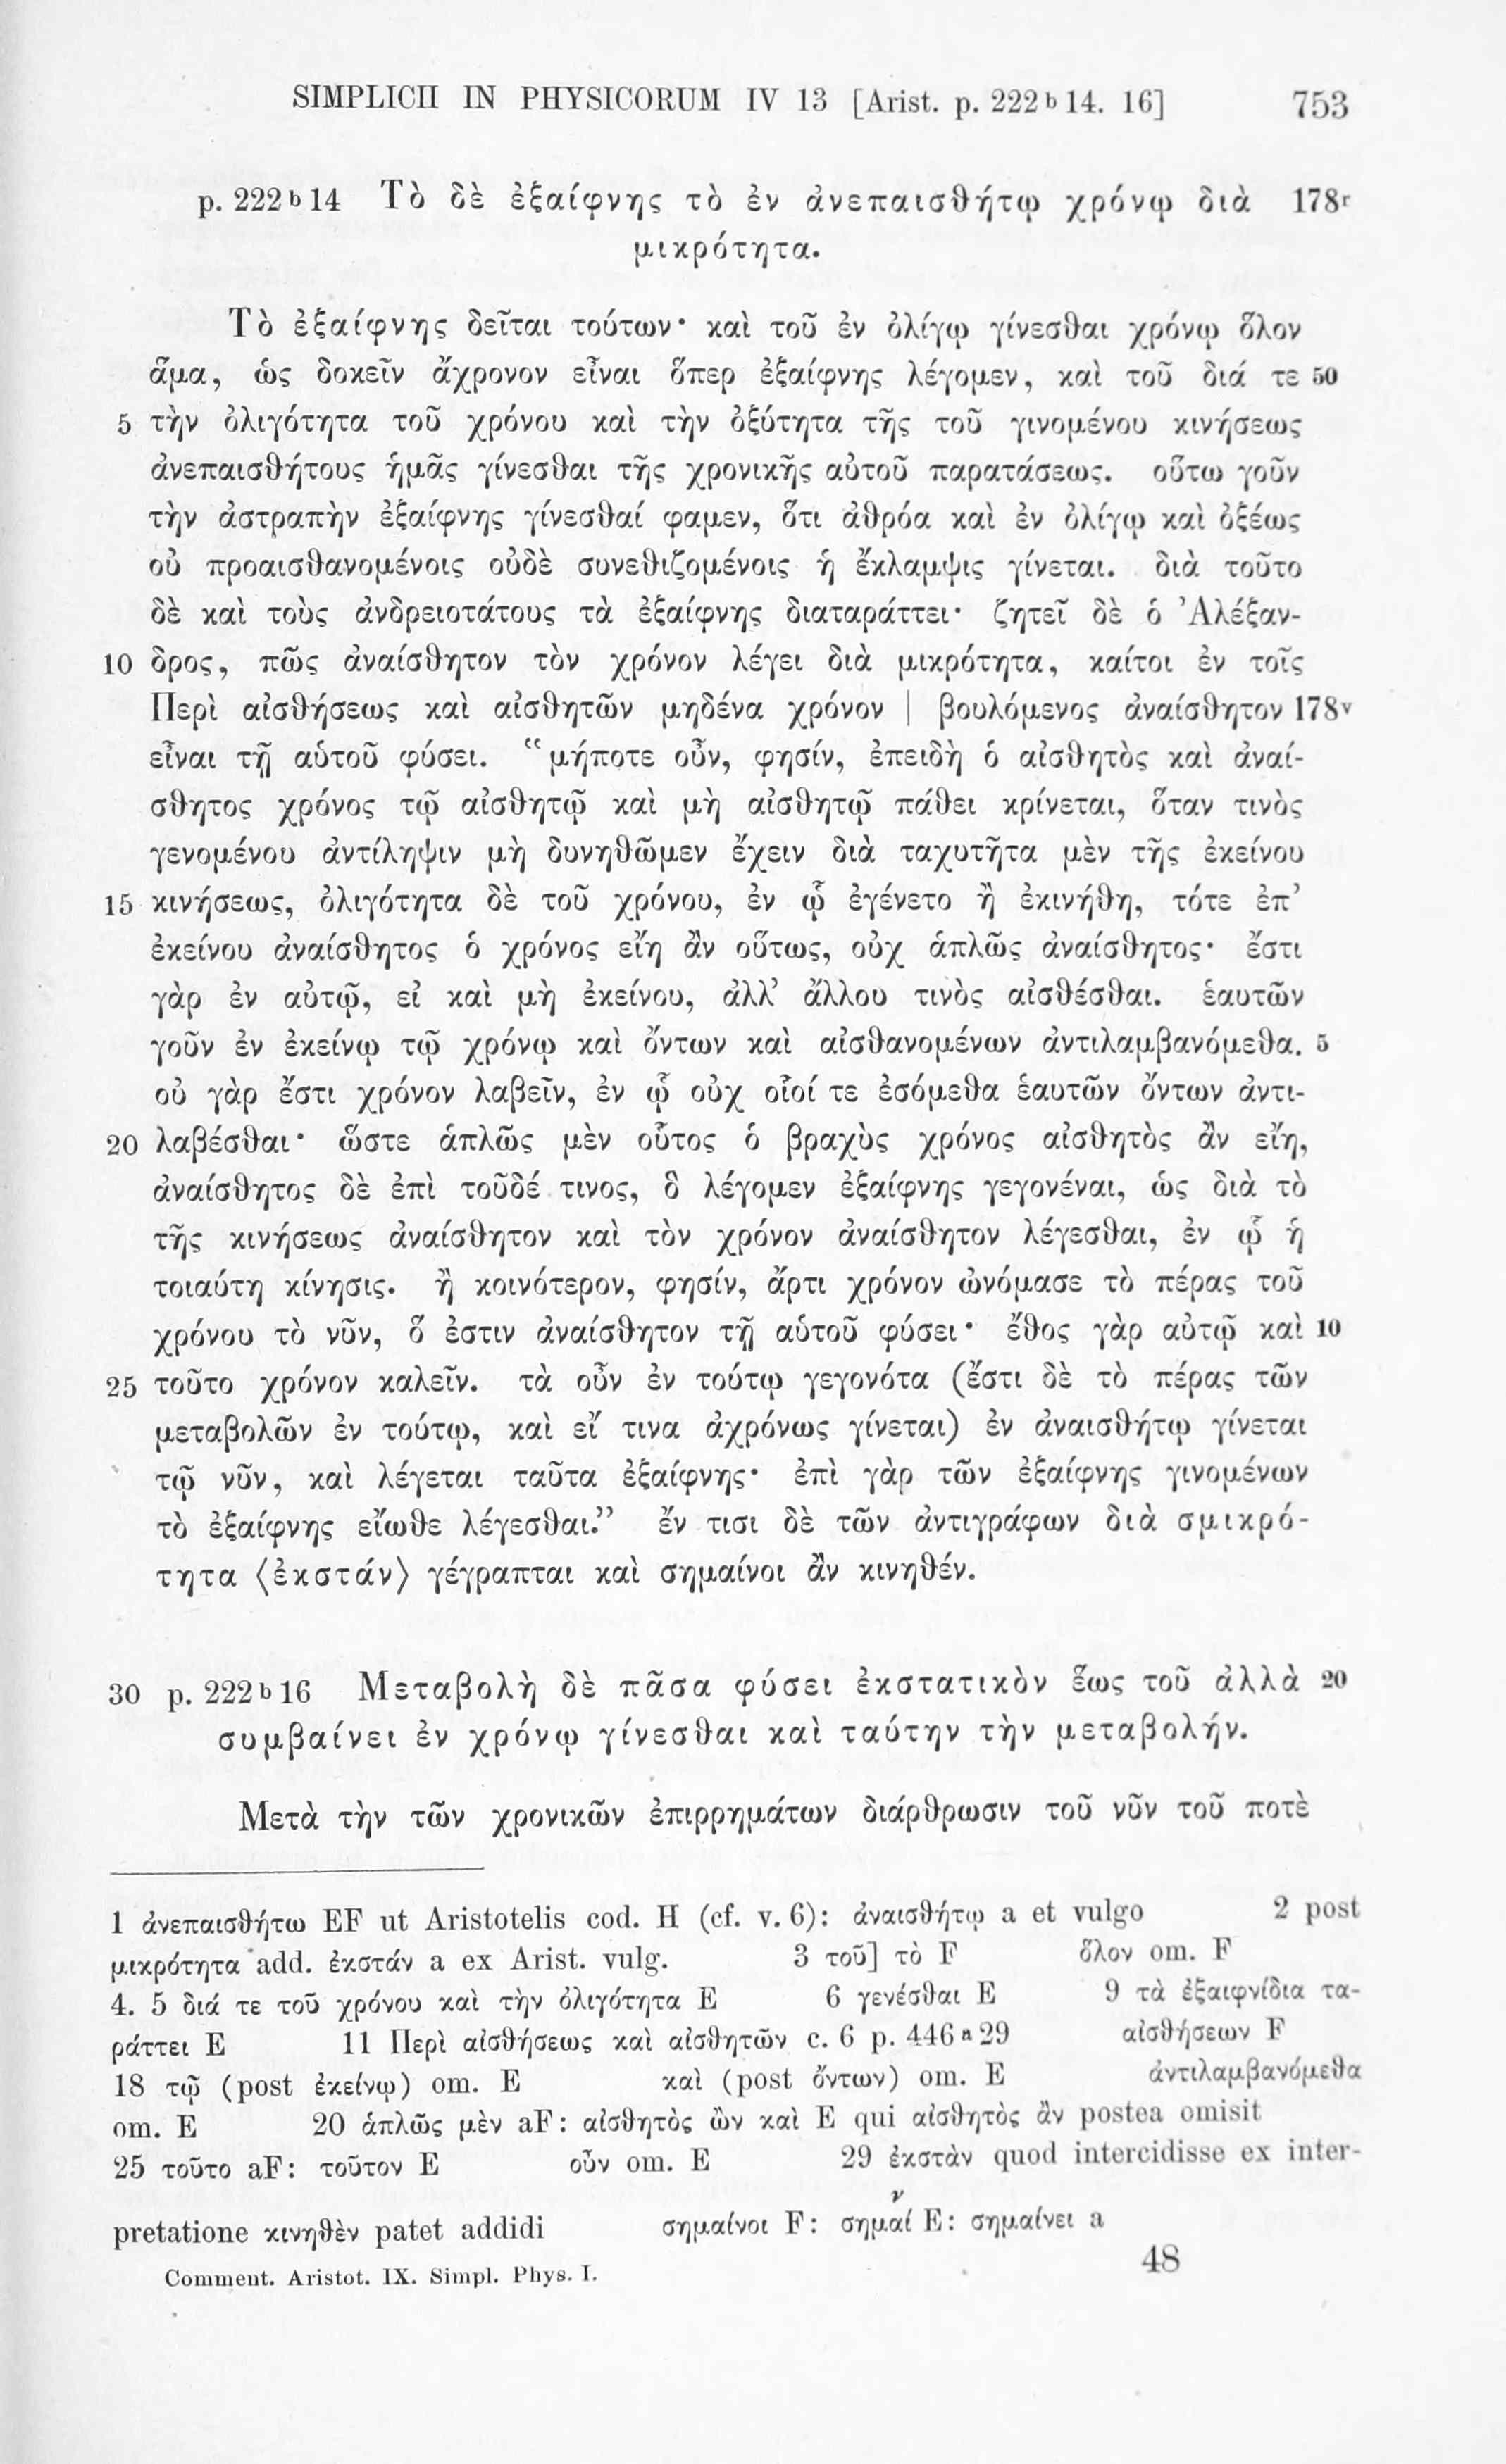 SIMPLICII IN PHYSICORUM IV 13 [Arist. p. 222 b 14. 16] 753
p. 222 b 14 Τὸ δὲ ἐξαίφνης τὸ ἐν ἀνεπαισθήτῳ χρόνῳ διὰ 178r
μικρότητα.
Τὸ ἐξαίφνης δεῖται τούτων· καὶ τοῦ ἐν ὀλίγῳ γίνεσθαι χρόνῳ ὅλον
ἅμα, ὡς δοκεῖν ἄχρονον εἶναι ὅπερ ἐξαίφνης λέγομεν, καὶ τοῦ διά τε 50
5 τὴν ὀλιγότητα τοῦ χρόνου καὶ τὴν ὀξύτητα τῆς τοῦ γινομένου κινήσεως
ἀνεπαισθήτους ἡμᾶς γίνεσθαι τῆς χρονικῆς αὐτοῦ παρατάσεως. οὕτω γοῦν
τὴν ἀστραπὴν ἐξαίφνης γίνεσθαί φαμεν, ὅτι ἀθρόα καὶ ἐν ὀλίγῳ καὶ ὀξέως
οὐ προαισθανομένοις οὐδὲ συνεθιζομένοις ἡ ἔκλαμψις γίνεται. διὰ τοῦτο
δὲ καὶ τοὺς ἀνδρειοτάτους τὰ ἐξαίφνης διαταράττει· ζητεῖ δὲ ὁ Ἀλέξαν-
10 δρος, πῶς ἀναίσθητον τὸν χρόνον λέγει διὰ μικρότητα, καίτοι ἐν τοῖς
Περὶ αἰσθήσεως καὶ αἰσθητῶν μηδένα χρόνον | βουλόμενος ἀναίσθητον 178v
εἶναι τῇ αὑτοῦ φύσει. “μήποτε οὖν, φησίν, ἐπειδὴ ὁ αἰσθητὸς καὶ ἀναί-
σθητος χρόνος τῷ αἰσθητῷ καὶ μὴ αἰσθητῷ πάθει κρίνεται, ὅταν τινὸς
γενομένου ἀντίληψιν μὴ δυνηθῶμεν ἔχειν διὰ ταχυτῆτα μὲν τῆς ἐκείνου
15 κινήσεως, ὀλιγότητα δὲ τοῦ χρόνου, ἐν ᾧ ἐγένετο ἢ ἐκινήθη, τότε ἐπ’
ἐκείνου ἀναίσθητος ὁ χρόνος εἴη ἂν οὕτως, οὐχ ἁπλῶς ἀναίσθητος· ἔστι
γὰρ ἐν αὐτῷ, εἰ καὶ μὴ ἐκείνου, ἀλλ’ ἄλλου τινὸς αἰσθέσθαι. ἑαυτῶν
γοῦν ἐν ἐκείνῳ τῷ χρόνῳ καὶ ὄντων καὶ αἰσθανομένων ἀντιλαμβανόμεθα. 5
οὐ γὰρ ἔστι χρόνον λαβεῖν, ἐν ᾧ οὐχ οἷοί τε ἐσόμεθα ἑαυτῶν ὄντων ἀντι-
20 λαβέσθαι· ὥστε ἁπλῶς μὲν οὗτος ὁ βραχὺς χρόνος αἰσθητὸς ἂν εἴη,
ἀναίσθητος δὲ ἐπὶ τοῦδέ τινος, ὃ λέγομεν ἐξαίφνης γεγονέναι, ὡς διὰ τὸ
τῆς κινήσεως ἀναίσθητον καὶ τὸν χρόνον ἀναίσθητον λέγεσθαι, ἐν ᾧ ἡ
τοιαύτη κίνησις. ἢ κοινότερον, φησίν, ἄρτι χρόνον ὠνόμασε τὸ πέρας τοῦ
χρόνου τὸ νῦν, ὅ ἐστιν ἀναίσθητον τῇ αὑτοῦ φύσει· ἔθος γὰρ αὐτῷ καὶ 10
25 τοῦτο χρόνον καλεῖν. τὰ οὖν ἐν τούτῳ γεγονότα (ἔστι δὲ τὸ πέρας τῶν
μεταβολῶν ἐν τούτῳ, καὶ εἴ τινα ἀχρόνως γίνεται) ἐν ἀναισθήτῳ γίνεται
τῷ νῦν, καὶ λέγεται ταῦτα ἐξαίφνης· ἐπὶ γὰρ τῶν ἐξαίφνης γινομένων
τὸ ἐξαίφνης εἴωθε λέγεσθαι.” ἔν τισι δὲ τῶν ἀντιγράφων διὰ σμικρό-
τητα ⟨ἐκστάν⟩ γέγραπται καὶ σημαίνοι ἂν κινηθέν.
30 p. 222 b 16 Μεταβολὴ δὲ πᾶσα φύσει ἐκστατικὸν ἕως τοῦ ἀλλὰ 20
συμβαίνει ἐν χρόνῳ γίνεσθαι καὶ ταύτην τὴν μεταβολήν.
Μετὰ τὴν τῶν χρονικῶν ἐπιρρημάτων διάρθρωσιν τοῦ νῦν τοῦ ποτὲ
1 ἀνεπαισθήτω EF ut Aristotelis cod. H (cf. v. 6): ἀναισθήτῳ a et vulgo 2 post
μικρότητα add. ἐκστάν a ex Arist. vulg. 3 τοῦ] τὸ F ὅλον om. F
4. 5 διά τε τοῦ χρόνου καὶ τὴν ὀλιγότητα E 6 γενέσθαι E 9 τὰ ἐξαιφνίδια τα-
ράττει E 11 Περὶ αἰσθήσεως καὶ αἰσθητῶν c. 6 p. 446 a 29 αἰσθήσεων F
18 τῷ (post ἐκείνῳ) om. E καὶ (post ὄντων) om. E ἀντιλαμβανόμεθα
om. E 20 ἁπλῶς μὲν aF: αἰσθητὸς ὢν καὶ E qui αἰσθητὸς ἂν postea omisit
25 τοῦτο aF: τοῦτον E οὖν om. E 29 ἐκστὰν quod intercidisse ex inter-
pretatione κινηθὲν patet addidi σημαίνοι F: σημαίν E: σημαίνει a
Comment. Aristot. IX. Simpl. Phys. I. 48